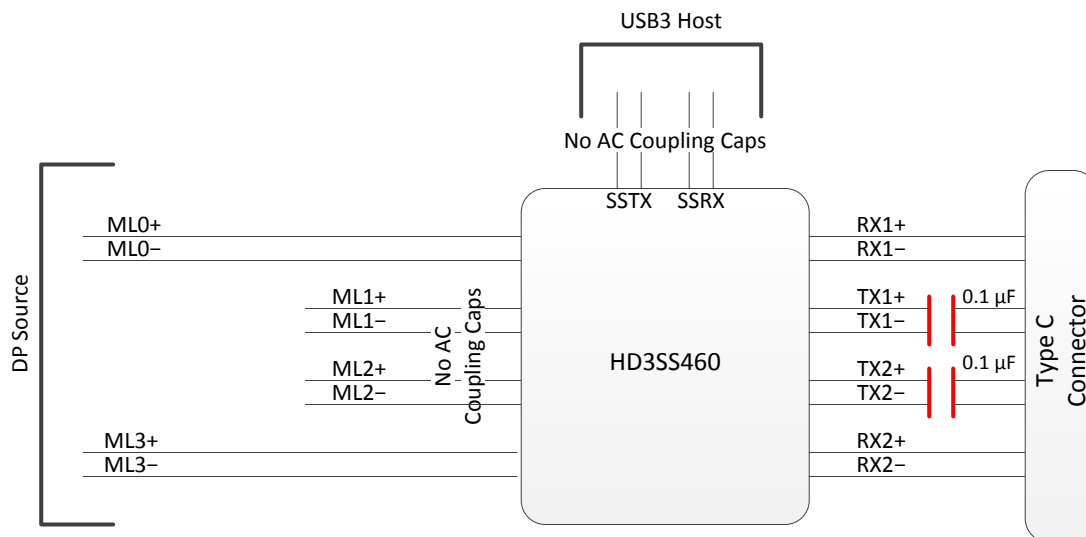 USB3 Host
No AC Coupling Caps
SSTX SSRX
DP Source
ML0+
ML0−
ML1+
ML1−
ML2+
ML2−
No AC
Coupling Caps
ML3+
ML3−
HD3SS460
RX1+
RX1−
TX1+
0.1 µF
TX1−
TX2+
0.1 µF
TX2−
RX2+
RX2−
Type C
Connector